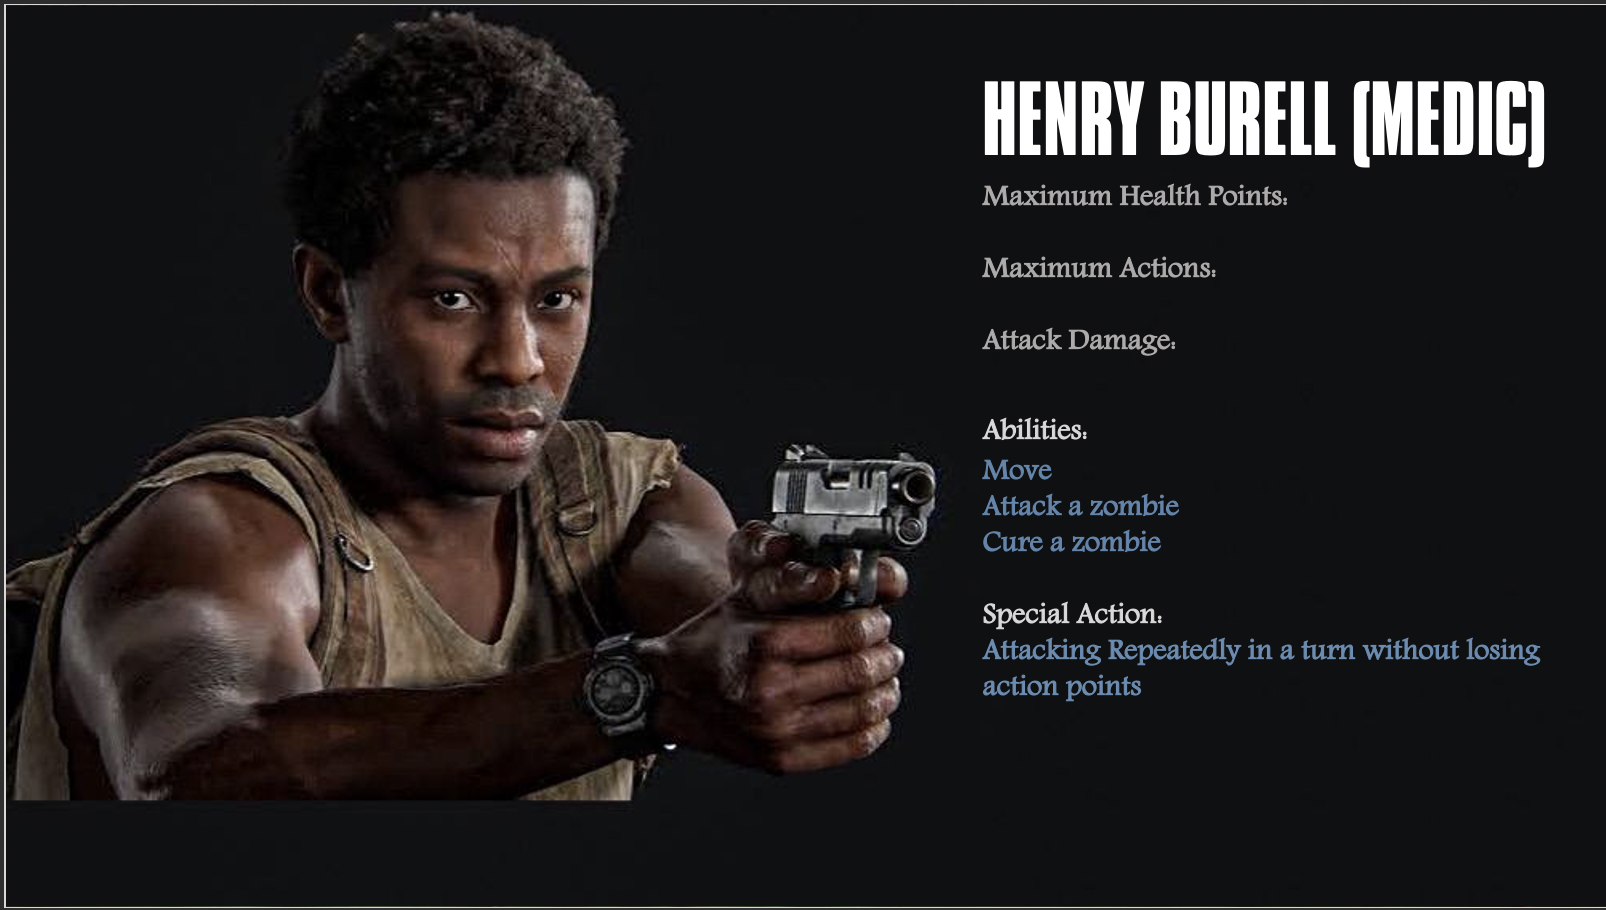 HENRY BURELL (MEDIC)
Maximum Health Points:
Maximum Actions:
Attack Damage:
Abilities:
Move
Attack a zombie
Cure a zombie
Special Action:
Attacking Repeatedly in a turn without losing
action points